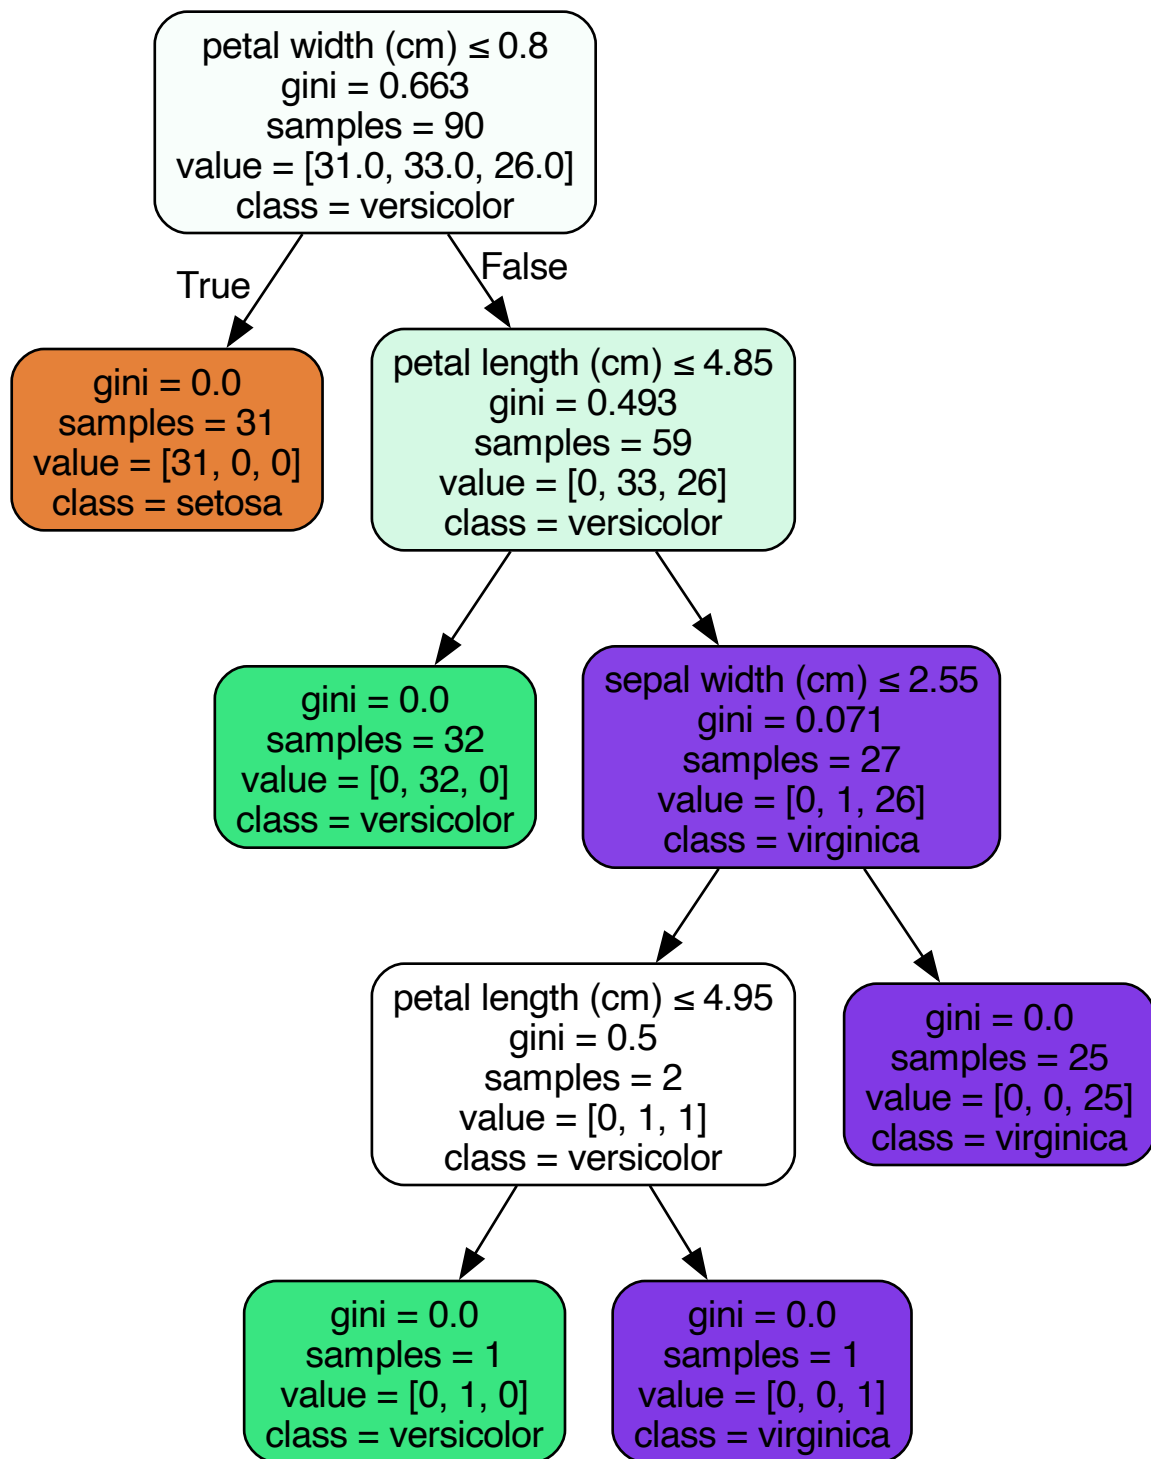 petal width (cm) ≤ 0.8
gini = 0.663
samples = 90
value = [31.0, 33.0, 26.0]
class = versicolor
True
False
gini = 0.0
samples = 31
value = [31, 0, 0]
class = setosa
petal length (cm) ≤ 4.85
gini = 0.493
samples = 59
value = [0, 33, 26]
class = versicolor
gini = 0.0
samples = 32
value = [0, 32, 0]
class = versicolor
sepal width (cm) ≤ 2.55
gini = 0.071
samples = 27
value = [0, 1, 26]
class = virginica
petal length (cm) ≤ 4.95
gini = 0.5
samples = 2
value = [0, 1, 1]
class = versicolor
gini = 0.0
samples = 25
value = [0, 0, 25]
class = virginica
gini = 0.0
samples = 1
value = [0, 1, 0]
class = versicolor
gini = 0.0
samples = 1
value = [0, 0, 1]
class = virginica